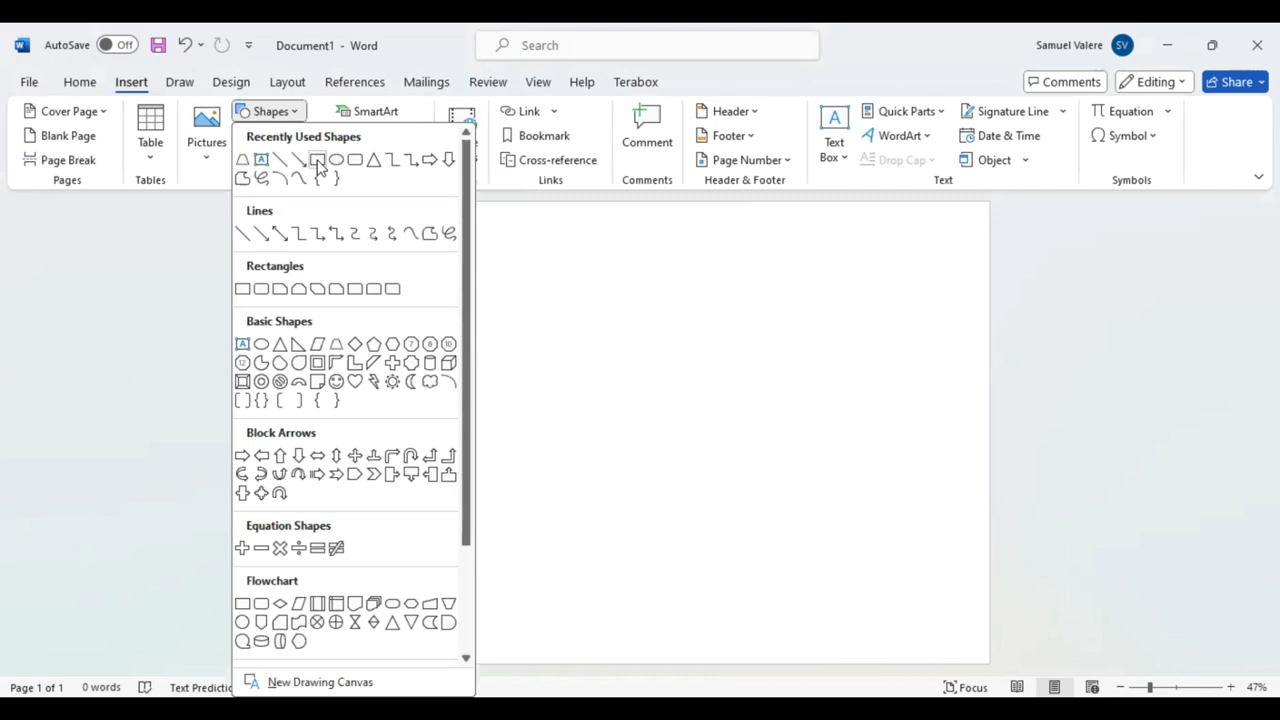 AutoSave Off Document1 - Word Search Samuel Valere SV
File Home Insert Draw Design Layout References Mailings Review View Help Terabox Comments Editing Share
Cover Page Shapes SmartArt Link Header Quick Parts Signature Line Equation
Blank Page Table Pictures Bookmark Comment Footer Text Box WordArt Date & Time Symbol
Page Break Cross-reference Page Number Drop Cap Object
Pages Tables Links Comments Header & Footer Text Symbols
Recently Used Shapes
Lines
Rectangles
Basic Shapes
Block Arrows
Equation Shapes
Flowchart
New Drawing Canvas
Page 1 of 1 0 words Text Predictio Focus 47%